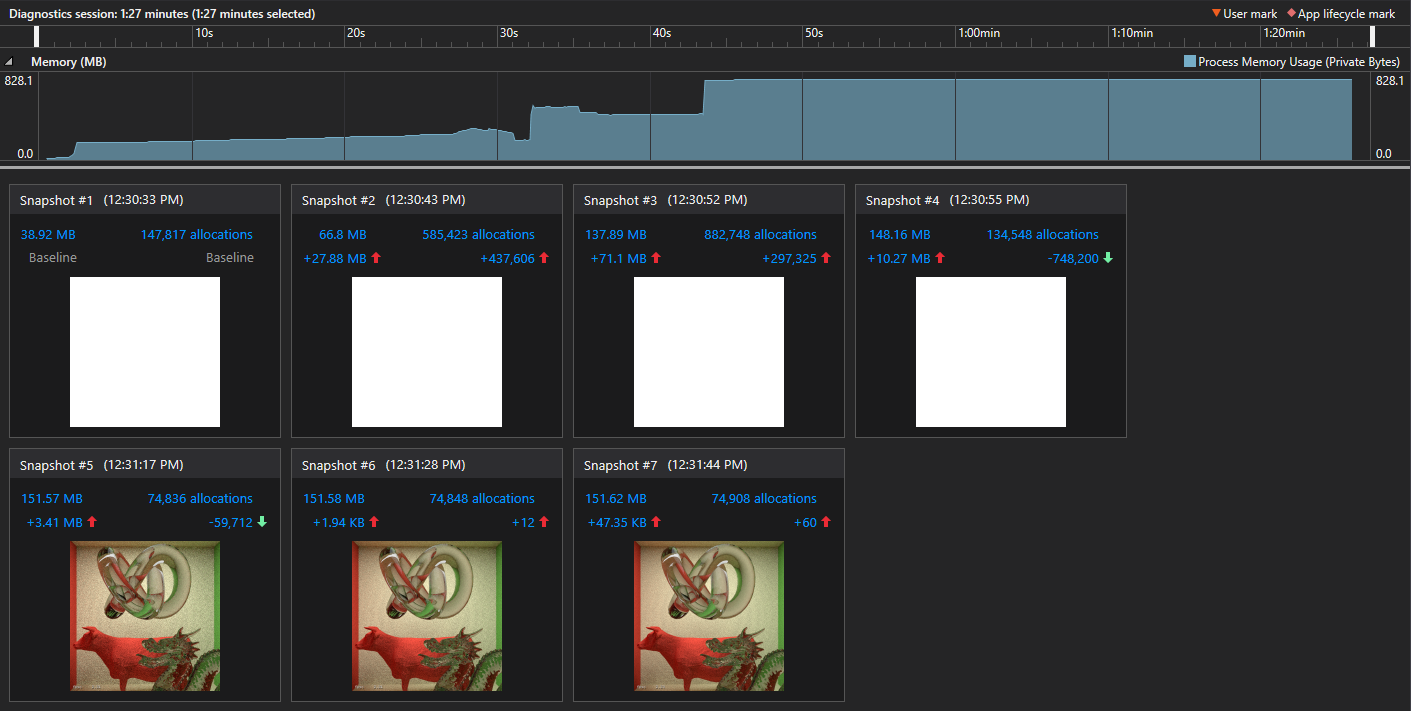 Diagnostics session: 1:27 minutes (1:27 minutes selected)
User mark App lifecycle mark
10s 20s 30s 40s 50s 1:00min 1:10min 1:20min
Memory (MB)
Process Memory Usage (Private Bytes)
828.1 828.1
0.0 0.0
Snapshot #1 (12:30:33 PM)
38.92 MB 147,817 allocations
Baseline Baseline
Snapshot #2 (12:30:43 PM)
66.8 MB 585,423 allocations
+27.88 MB +437,606
Snapshot #3 (12:30:52 PM)
137.89 MB 882,748 allocations
+71.1 MB +297,325
Snapshot #4 (12:30:55 PM)
148.16 MB 134,548 allocations
+10.27 MB -748,200
Snapshot #5 (12:31:17 PM)
151.57 MB 74,836 allocations
+3.41 MB -59,712
Snapshot #6 (12:31:28 PM)
151.58 MB 74,848 allocations
+1.94 KB +12
Snapshot #7 (12:31:44 PM)
151.62 MB 74,908 allocations
+47.35 KB +60